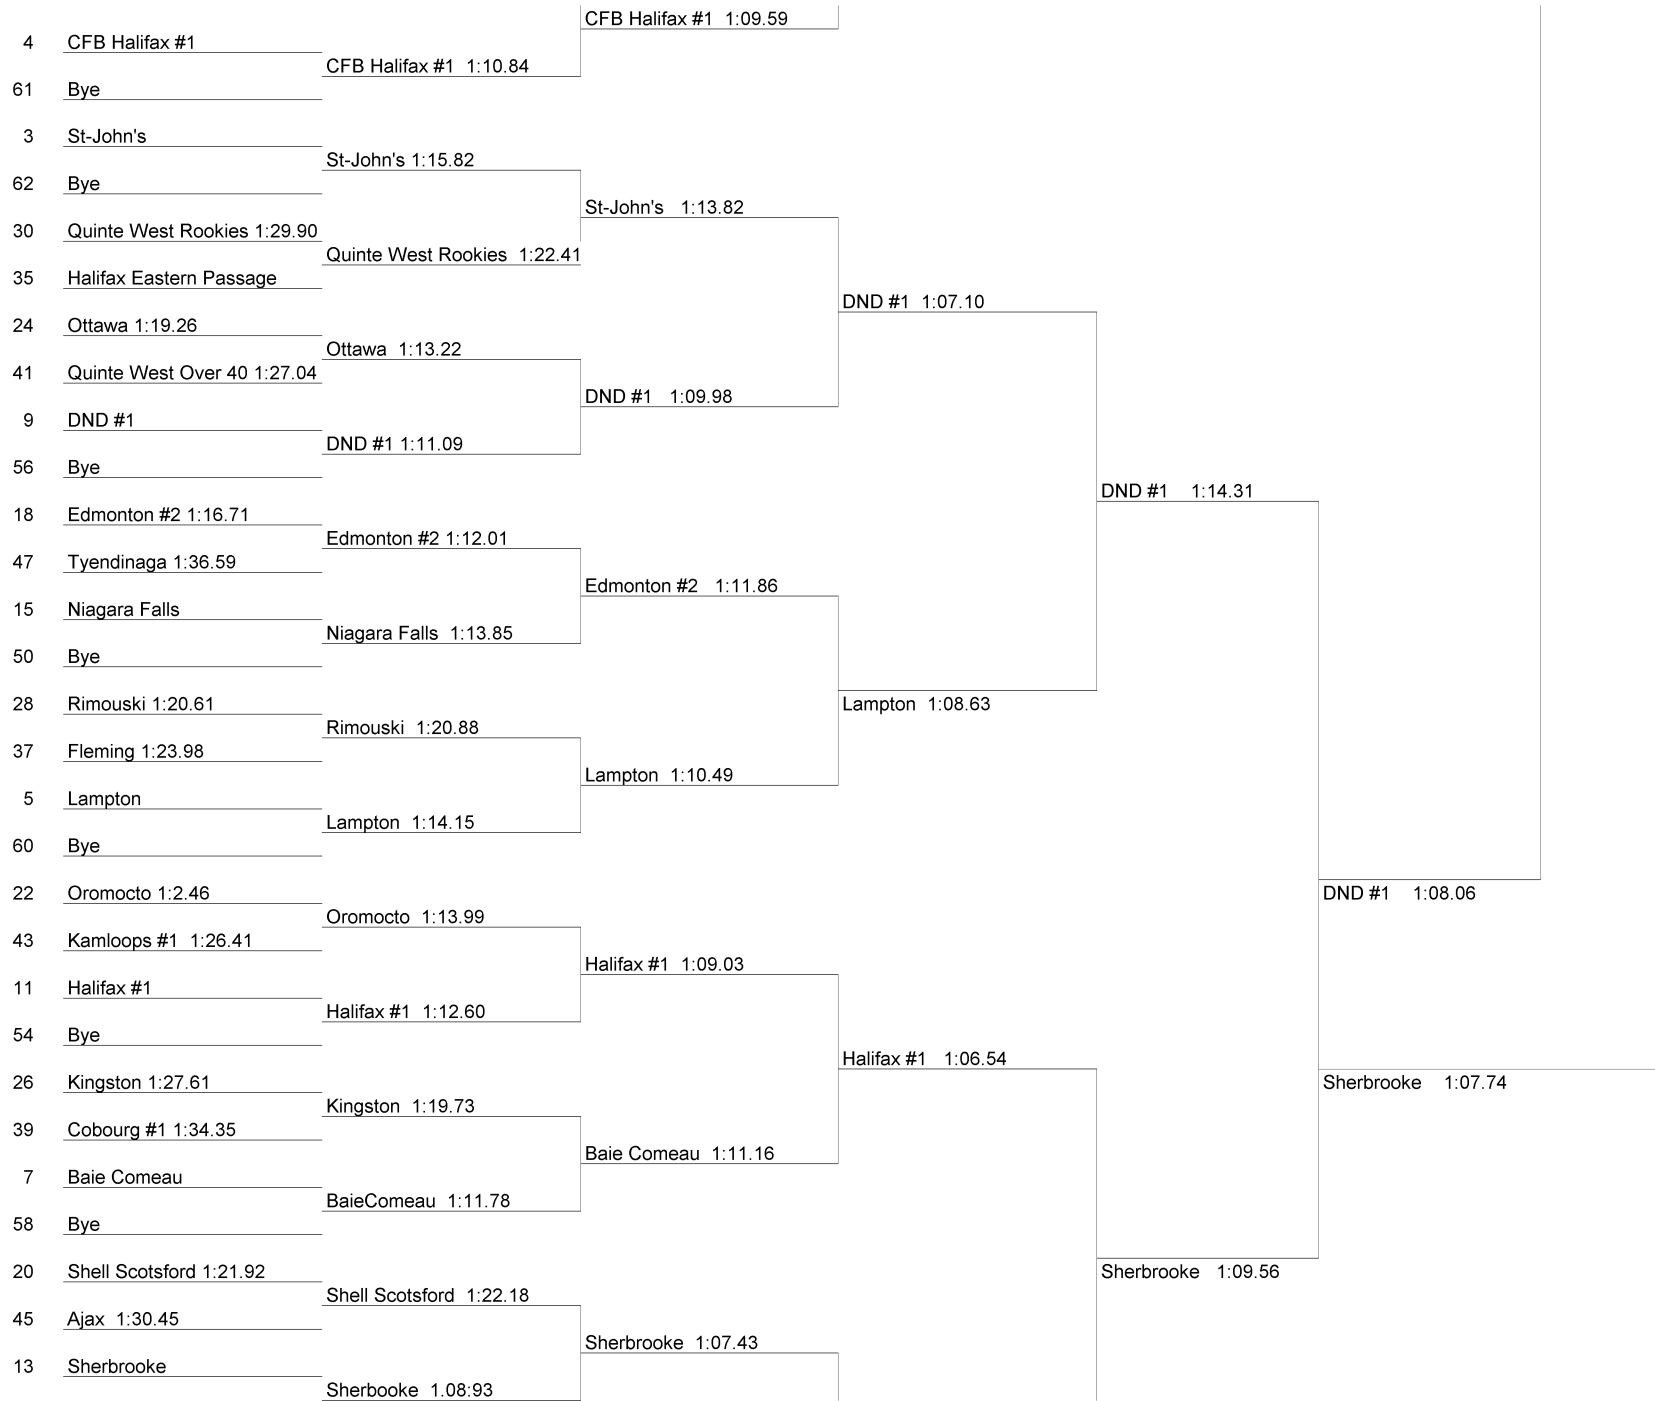 CFB Halifax #1 1:09.59
4 CFB Halifax #1
CFB Halifax #1 1:10.84
61 Bye
3 St-John's
St-John's 1:15.82
62 Bye
St-John's 1:13.82
30 Quinte West Rookies 1:29.90
Quinte West Rookies 1:22.41
35 Halifax Eastern Passage
DND #1 1:07.10
24 Ottawa 1:19.26
Ottawa 1:13.22
41 Quinte West Over 40 1:27.04
DND #1 1:09.98
9 DND #1
DND #1 1:11.09
56 Bye
DND #1 1:14.31
18 Edmonton #2 1:16.71
Edmonton #2 1:12.01
47 Tyendinaga 1:36.59
Edmonton #2 1:11.86
15 Niagara Falls
Niagara Falls 1:13.85
50 Bye
28 Rimouski 1:20.61
Lampton 1:08.63
Rimouski 1:20.88
37 Fleming 1:23.98
Lampton 1:10.49
5 Lampton
Lampton 1:14.15
60 Bye
22 Oromocto 1:2.46
DND #1 1:08.06
Oromocto 1:13.99
43 Kamloops #1 1:26.41
Halifax #1 1:09.03
11 Halifax #1
Halifax #1 1:12.60
54 Bye
Halifax #1 1:06.54
26 Kingston 1:27.61
Sherbrooke 1:07.74
Kingston 1:19.73
39 Cobourg #1 1:34.35
Baie Comeau 1:11.16
7 Baie Comeau
BaieComeau 1:11.78
58 Bye
20 Shell Scotsford 1:21.92
Sherbrooke 1:09.56
Shell Scotsford 1:22.18
45 Ajax 1:30.45
Sherbrooke 1:07.43
13 Sherbrooke
Sherbooke 1.08:93